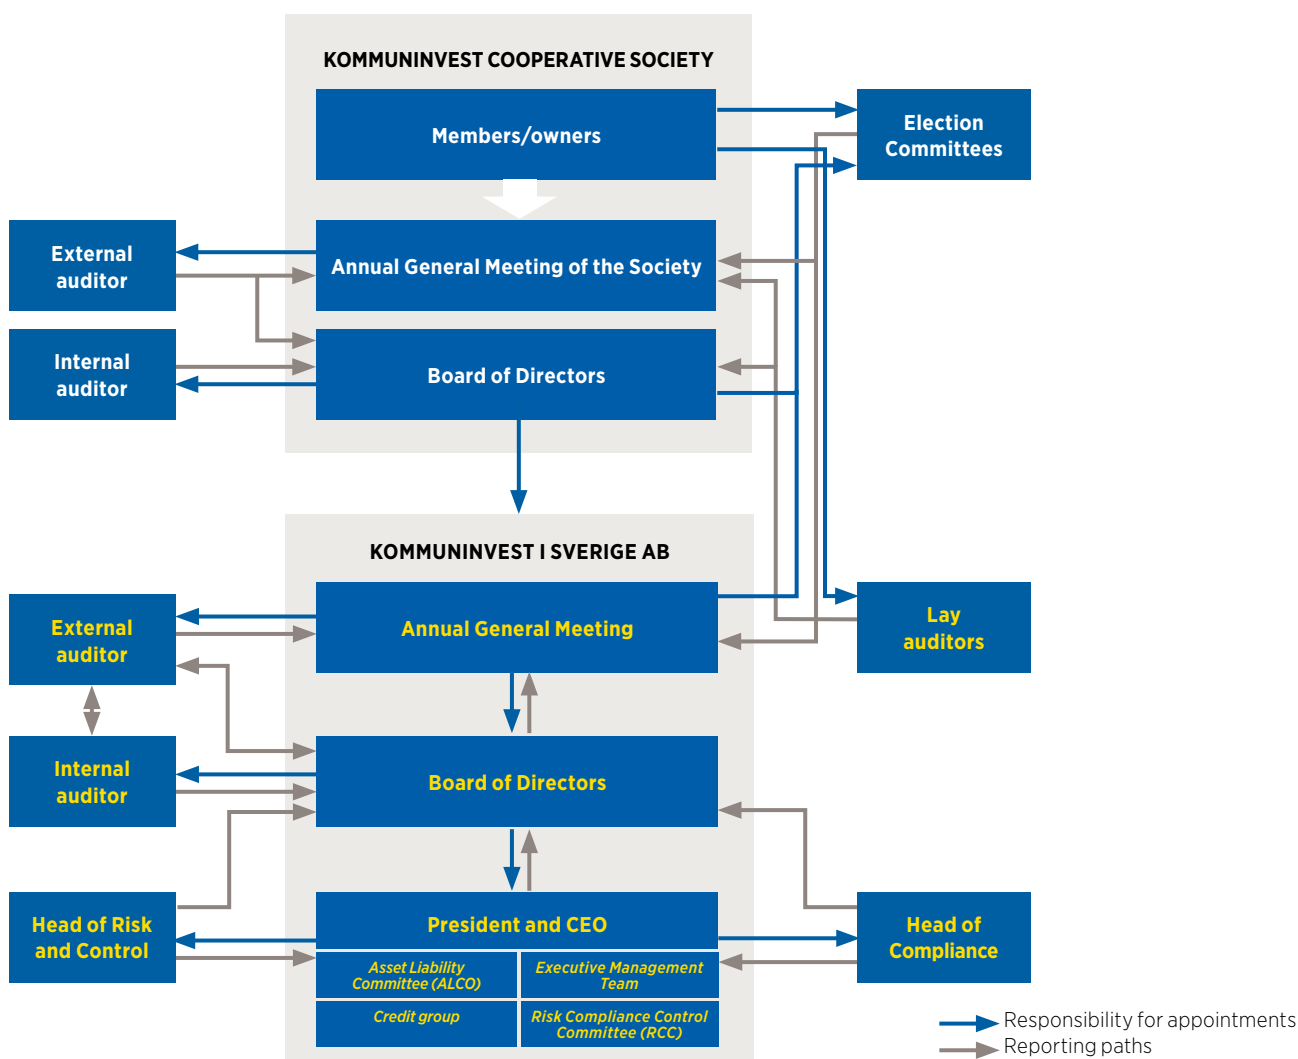 KOMMUNINVEST COOPERATIVE SOCIETY
Members/owners
Election
Committees
External
auditor
Annual General Meeting of the Society
Internal
auditor
Board of Directors
KOMMUNINVEST I SVERIGE AB
External
auditor
Annual General Meeting
Lay
auditors
Internal
auditor
Board of Directors
Head of Risk
and Control
President and CEO
Head of
Compliance
Asset Liability
Committee (ALCO)
Executive Management
Team
Credit group
Risk Compliance Control
Committee (RCC)
Responsibility for appointments
Reporting paths